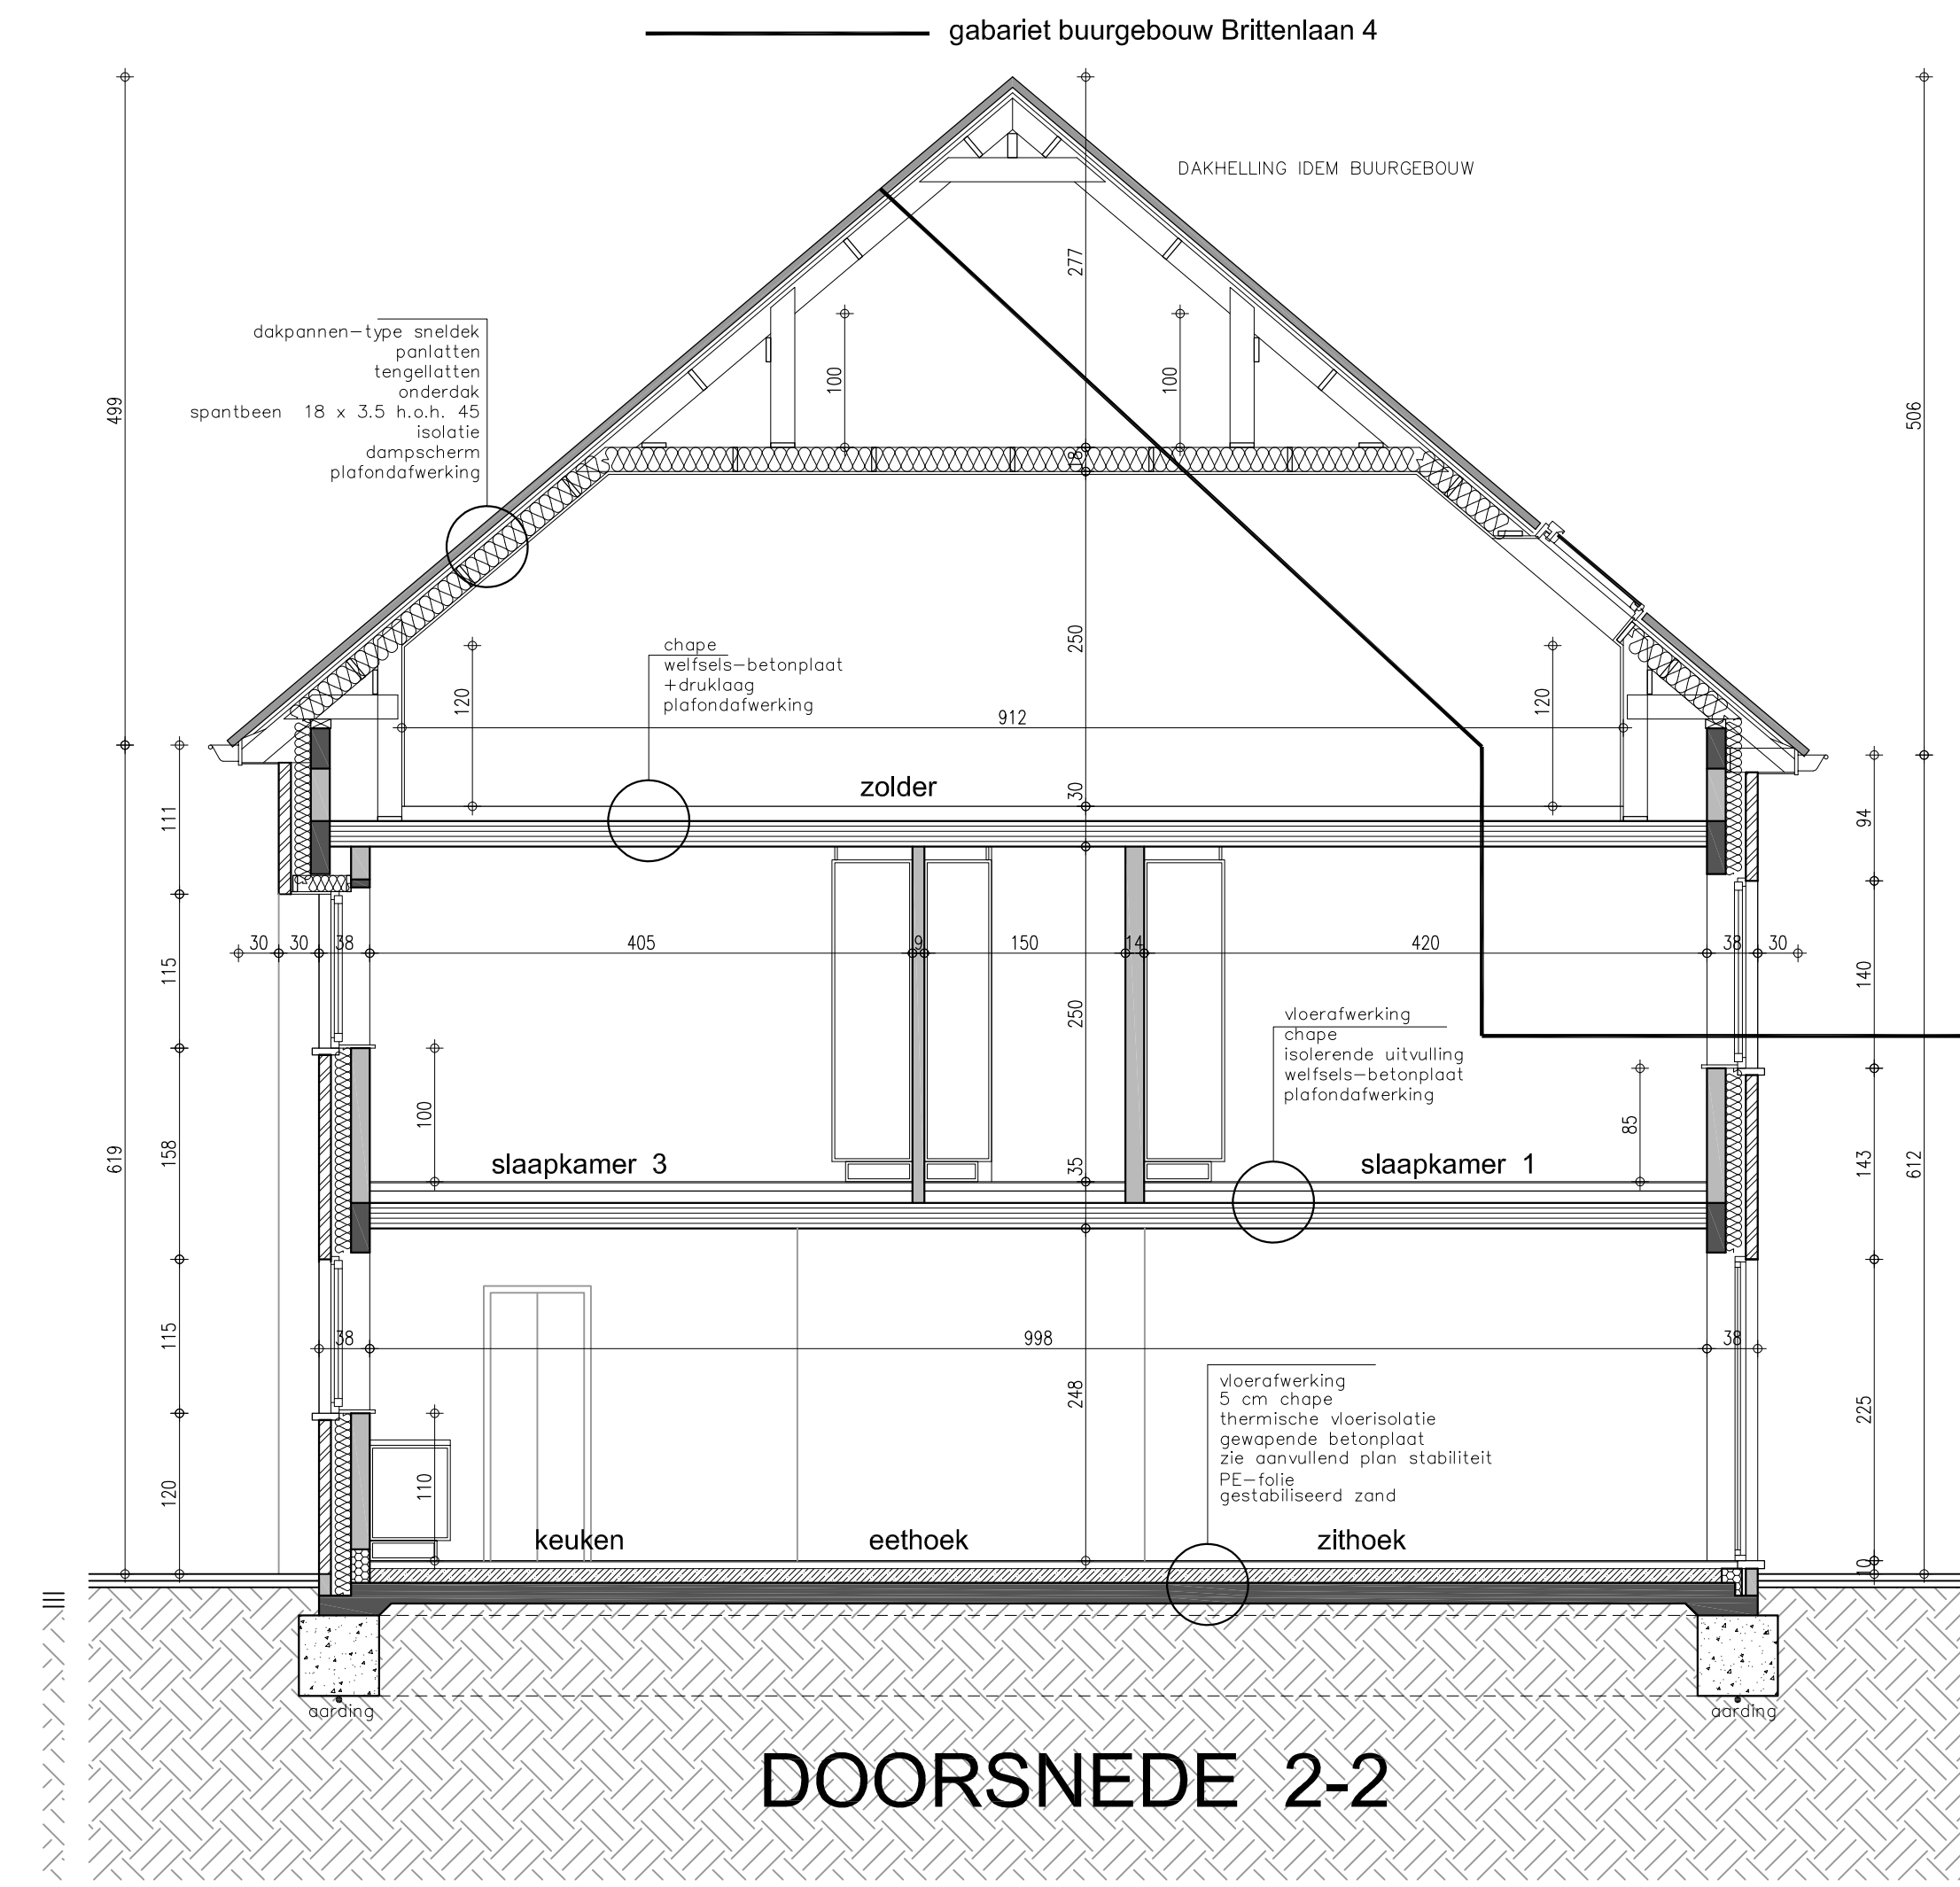 gabariet buurgebouw Brittenlaan 4
DAKHELLING IDEM BUURGEBOUW
277
dakpannen-type sneldek
panlatten
tengellatten
onderdak
spantbeen 18 x 3.5 h.o.h. 45
isolatie
dampscherm
plafondafwerking
499
100
100
506
18
chape
welfsels-betonplaat
+druklaag
plafondafwerking
250
120
120
912
zolder
30
111
94
30 30 38 405 9 150 14 420 38 30
115
140
250
vloerafwerking
chape
isolerende uitvulling
welfsels-betonplaat
plafondafwerking
100
85
619
158
143
612
slaapkamer 3
35
slaapkamer 1
115
38 998 38
248
225
vloerafwerking
5 cm chape
thermische vloerisolatie
gewapende betonplaat
zie aanvullend plan stabiliteit
PE-folie
gestabiliseerd zand
120
110
keuken
eethoek
zithoek
10
aarding
aarding
DOORSNEDE 2-2